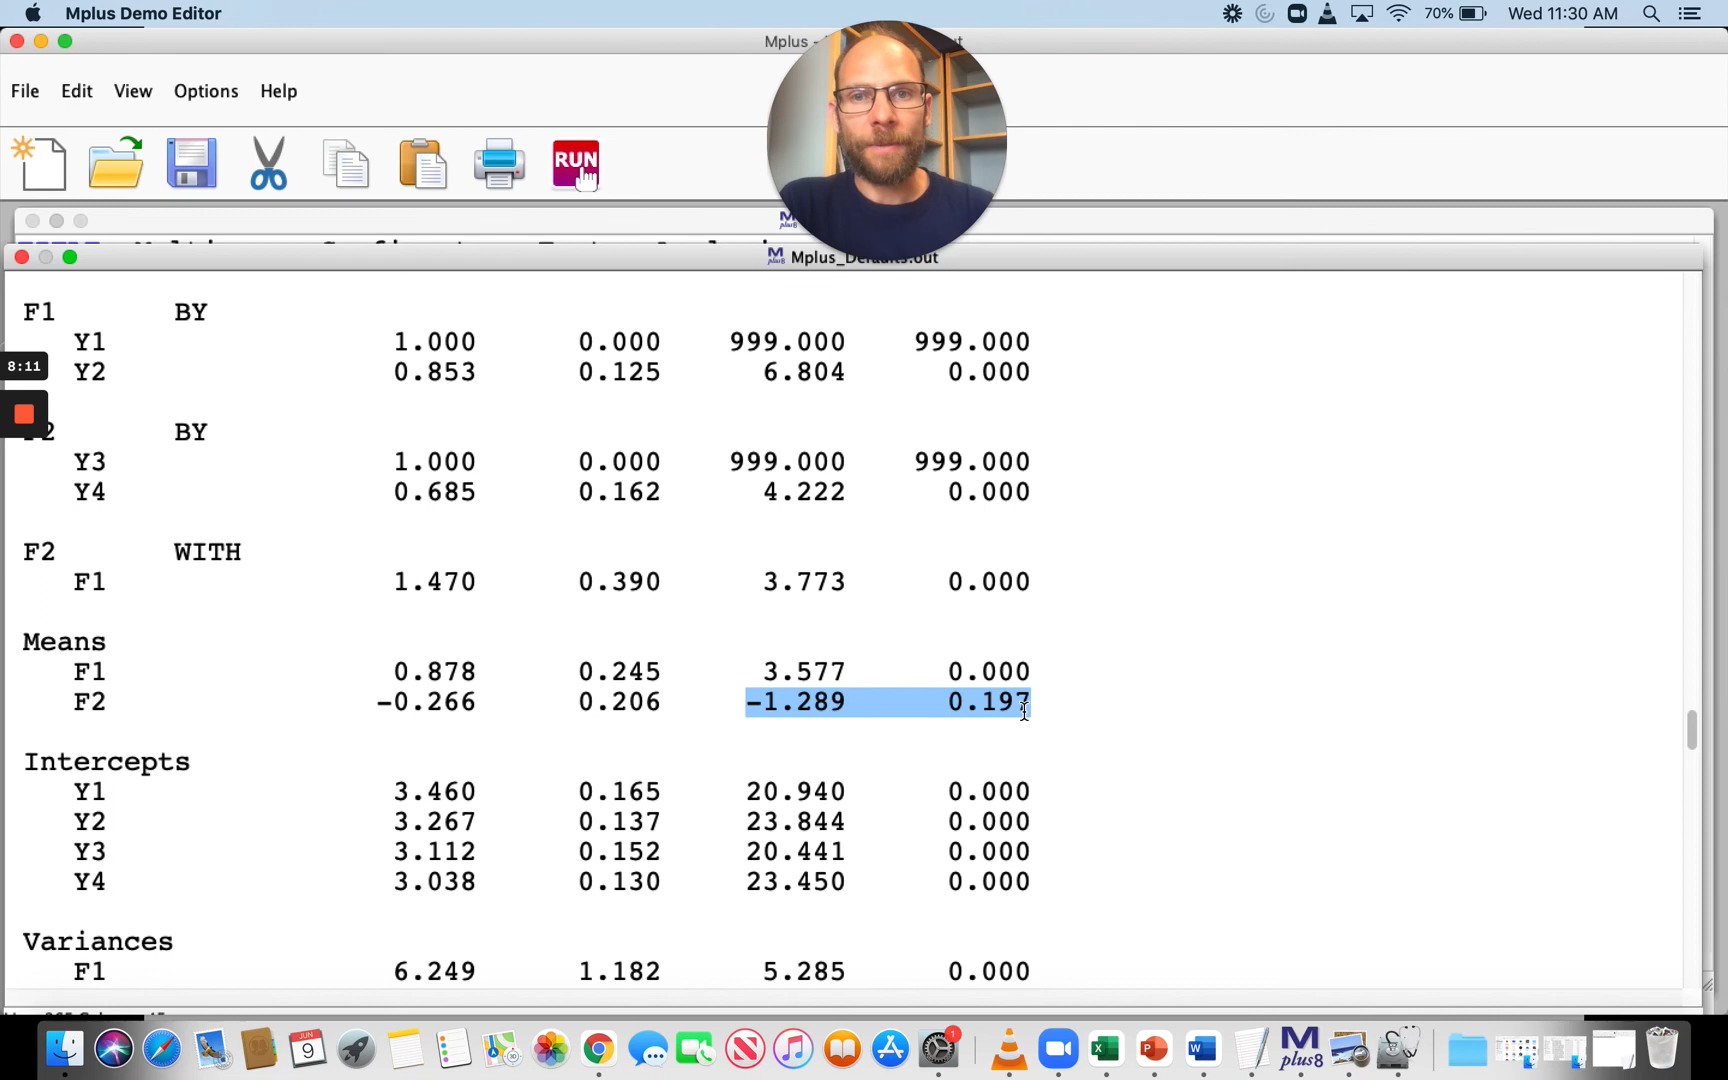 Mplus Demo Editor
70%
Wed 11:30 AM
Mplus -
File Edit View Options Help
RUN
Mplus_Defaults.out
F1 BY
Y1 1.000 0.000 999.000 999.000
8:11
Y2 0.853 0.125 6.804 0.000
F2 BY
Y3 1.000 0.000 999.000 999.000
Y4 0.685 0.162 4.222 0.000
F2 WITH
F1 1.470 0.390 3.773 0.000
Means
F1 0.878 0.245 3.577 0.000
F2 -0.266 0.206 -1.289 0.197
Intercepts
Y1 3.460 0.165 20.940 0.000
Y2 3.267 0.137 23.844 0.000
Y3 3.112 0.152 20.441 0.000
Y4 3.038 0.130 23.450 0.000
Variances
F1 6.249 1.182 5.285 0.000
JUN
9
1
M
plus8